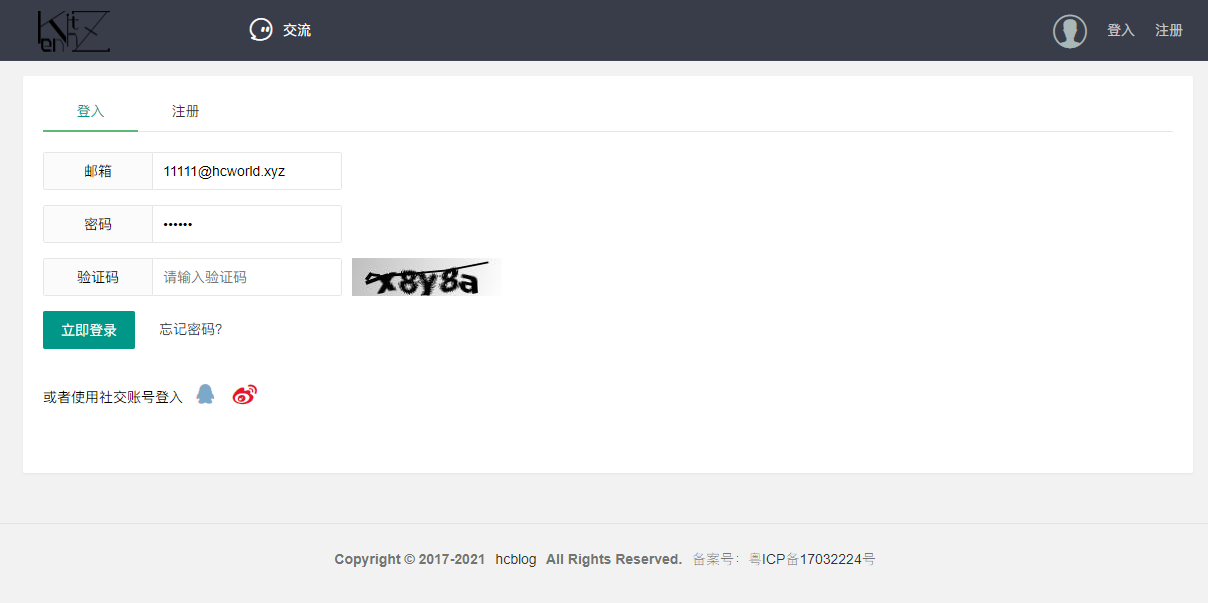 Kit
enhZ
交流
登入
注册
登入
注册
邮箱
11111@hcworld.xyz
密码
••••••
验证码
请输入验证码
x8y8a
立即登录
忘记密码?
或者使用社交账号登入
Copyright © 2017-2021 hcblog All Rights Reserved. 备案号：粤ICP备17032224号